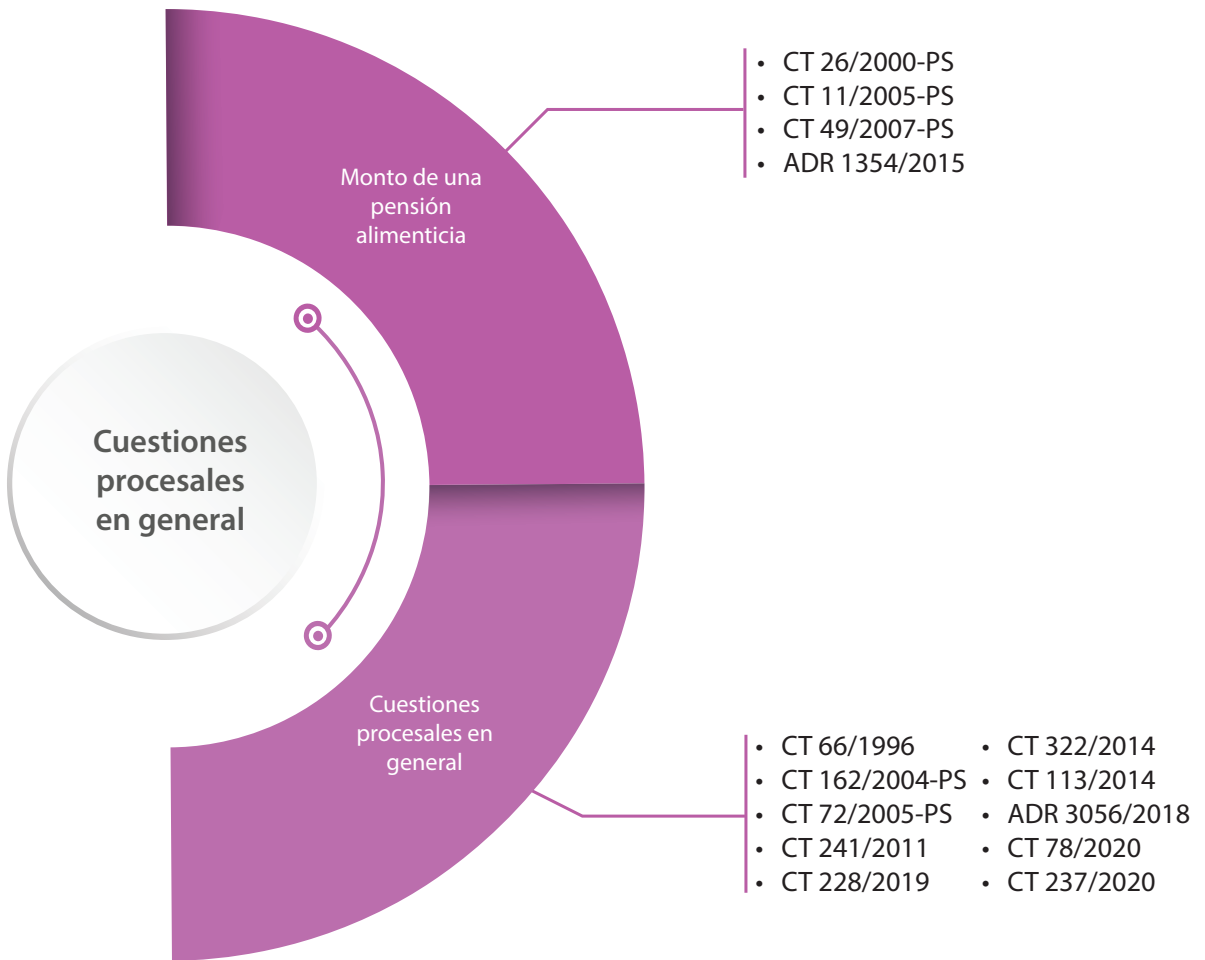 Cuestiones
procesales
en general
Monto de una
pensión
alimenticia
• CT 26/2000-PS
• CT 11/2005-PS
• CT 49/2007-PS
• ADR 1354/2015
Cuestiones
procesales en
general
• CT 66/1996
• CT 162/2004-PS
• CT 72/2005-PS
• CT 241/2011
• CT 228/2019
• CT 322/2014
• CT 113/2014
• ADR 3056/2018
• CT 78/2020
• CT 237/2020